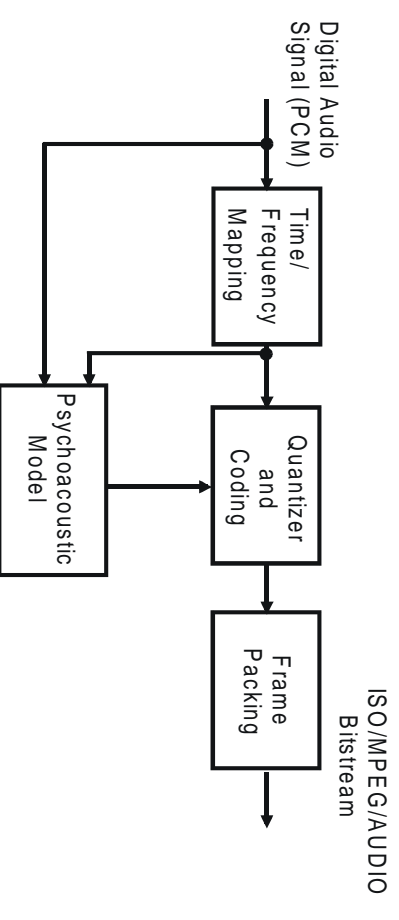 Digital Audio
Signal (PCM)
Time/
Frequency
Mapping
Quantizer
and
Coding
Frame
Packing
ISO/MPEG/AUDIO
Bitstream
Psychoacoustic
Model